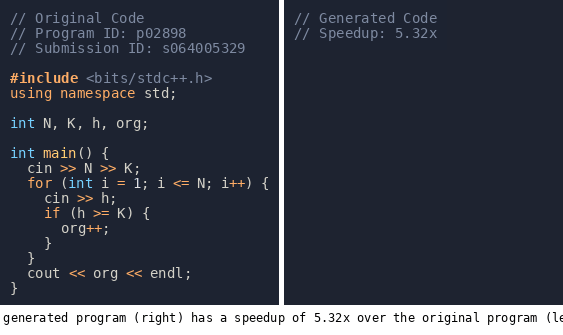 // Original Code
// Program ID: p02898
// Submission ID: s064005329
#include <bits/stdc++.h>
using namespace std;
int N, K, h, org;
int main() {
cin >> N >> K;
for (int i = 1; i <= N; i++) {
cin >> h;
if (h >= K) {
org++;
}
}
cout << org << endl;
}
// Generated Code
// Speedup: 5.32x
generated program (right) has a speedup of 5.32x over the original program (le